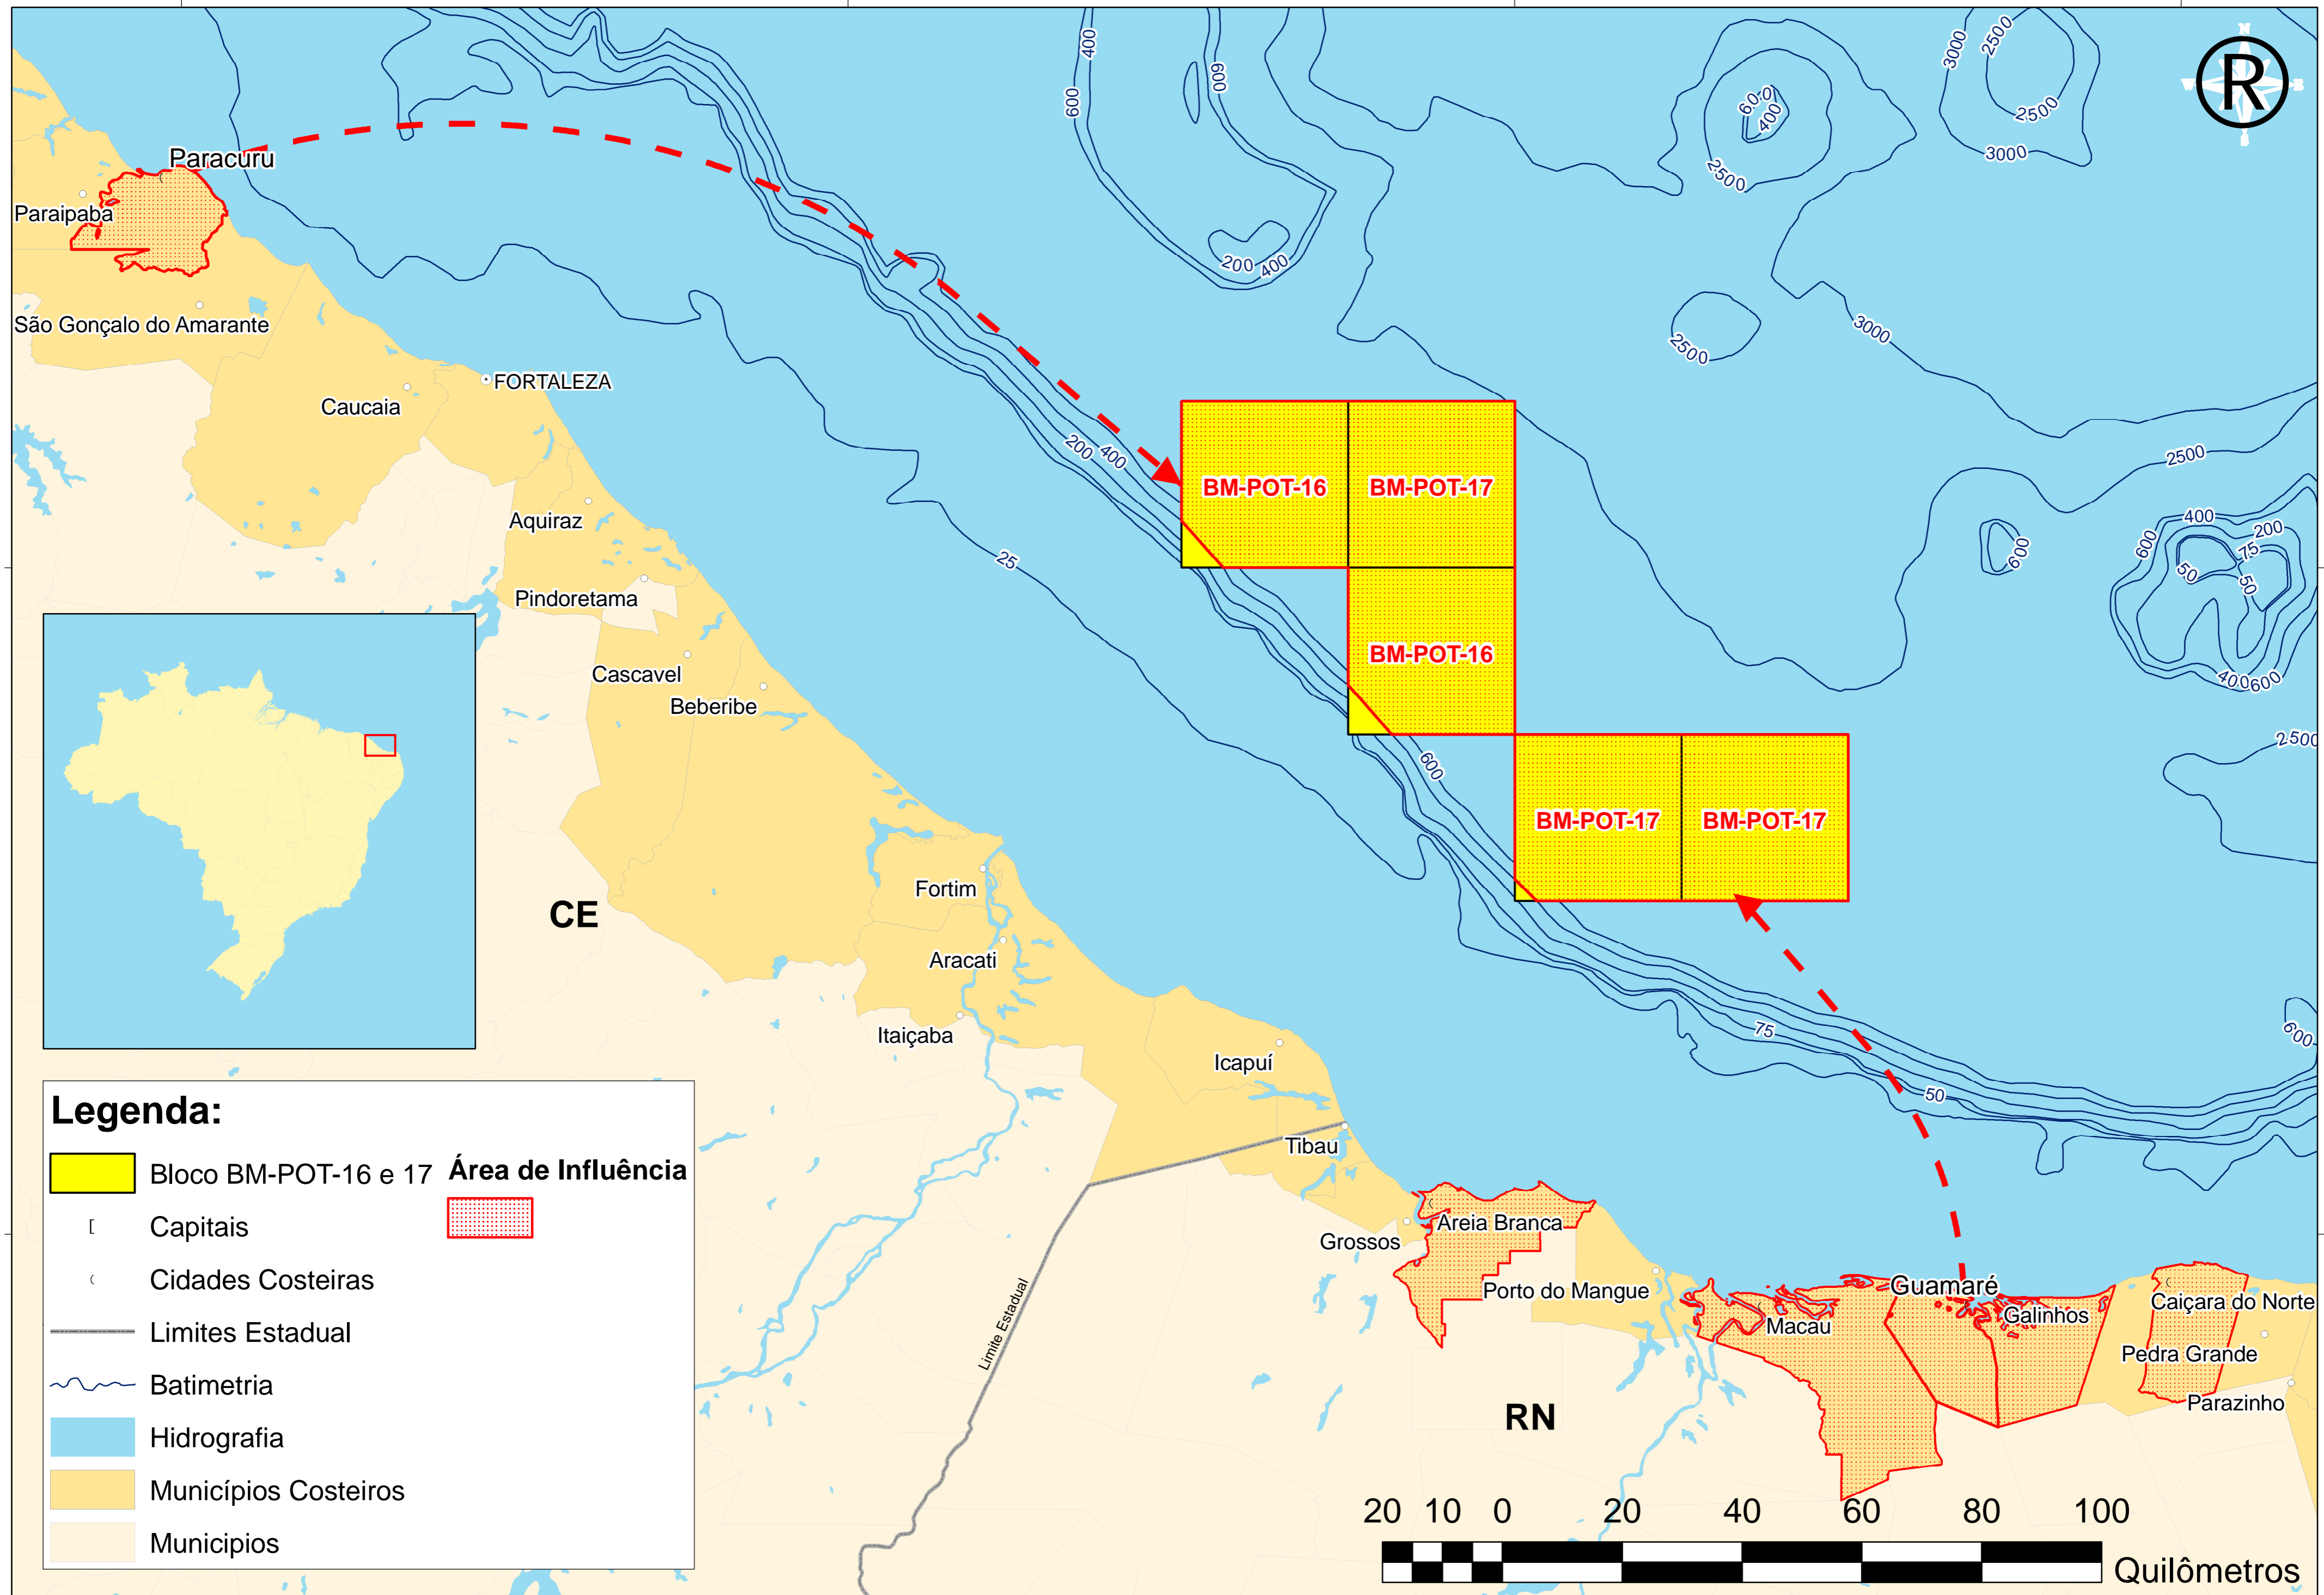 400
600
600
3000
2500
600
400
2500
3000
2500
N
W
E
S
R
Paracuru
Paraipaba
São Gonçalo do Amarante
200
400
2500
3000
FORTALEZA
Caucaia
200
400
2500
BM-POT-16
BM-POT-17
Aquiraz
25
Pindoretama
600
400
200
600
75
50
50
Cascavel
Beberibe
BM-POT-16
400
600
600
2500
BM-POT-17
BM-POT-17
Fortim
CE
Aracati
Itaiçaba
Icapuí
75
600
50
Tibau
Areia Branca
Grossos
Porto do Mangue
Limite Estadual
Guamaré
Galinhos
Macau
Caiçara do Norte
Pedra Grande
Parazinho
RN
Legenda:
Bloco BM-POT-16 e 17
Área de Influência
[ Capitais
( Cidades Costeiras
Limites Estadual
Batimetria
Hidrografia
Municípios Costeiros
Municipios
20 10 0 20 40 60 80 100
Quilômetros